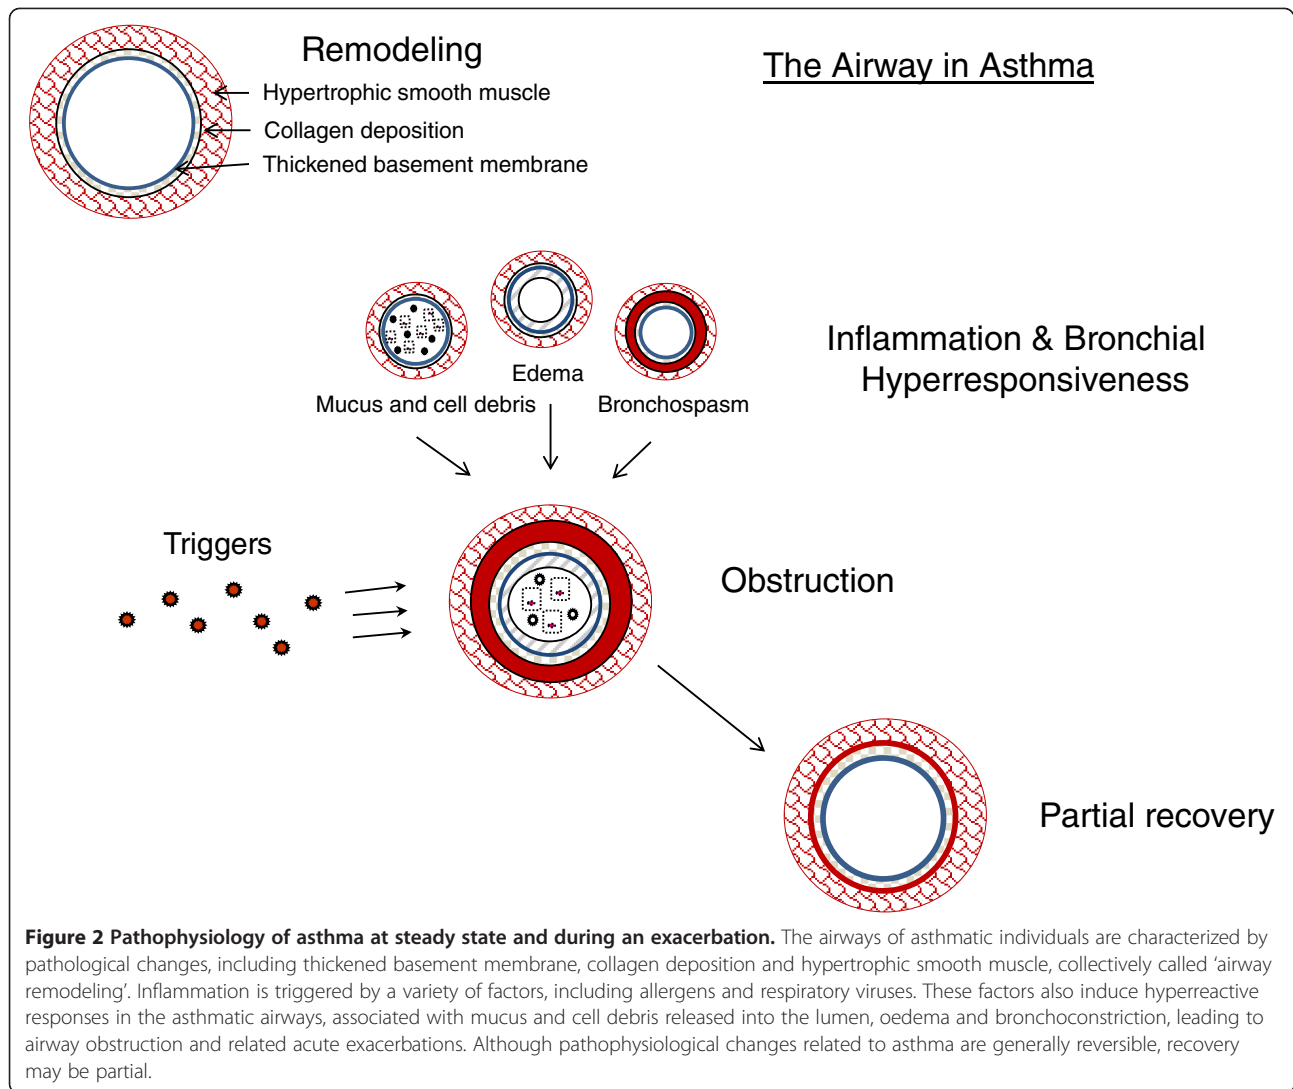 Remodeling
The Airway in Asthma
Hypertrophic smooth muscle
Collagen deposition
Thickened basement membrane
Edema
Mucus and cell debris
Bronchospasm
Inflammation & Bronchial
Hyperresponsiveness
Triggers
Obstruction
Partial recovery
Figure 2 Pathophysiology of asthma at steady state and during an exacerbation. The airways of asthmatic individuals are characterized by
pathological changes, including thickened basement membrane, collagen deposition and hypertrophic smooth muscle, collectively called ‘airway
remodeling’. Inflammation is triggered by a variety of factors, including allergens and respiratory viruses. These factors also induce hyperreactive
responses in the asthmatic airways, associated with mucus and cell debris released into the lumen, oedema and bronchoconstriction, leading to
airway obstruction and related acute exacerbations. Although pathophysiological changes related to asthma are generally reversible, recovery
may be partial.